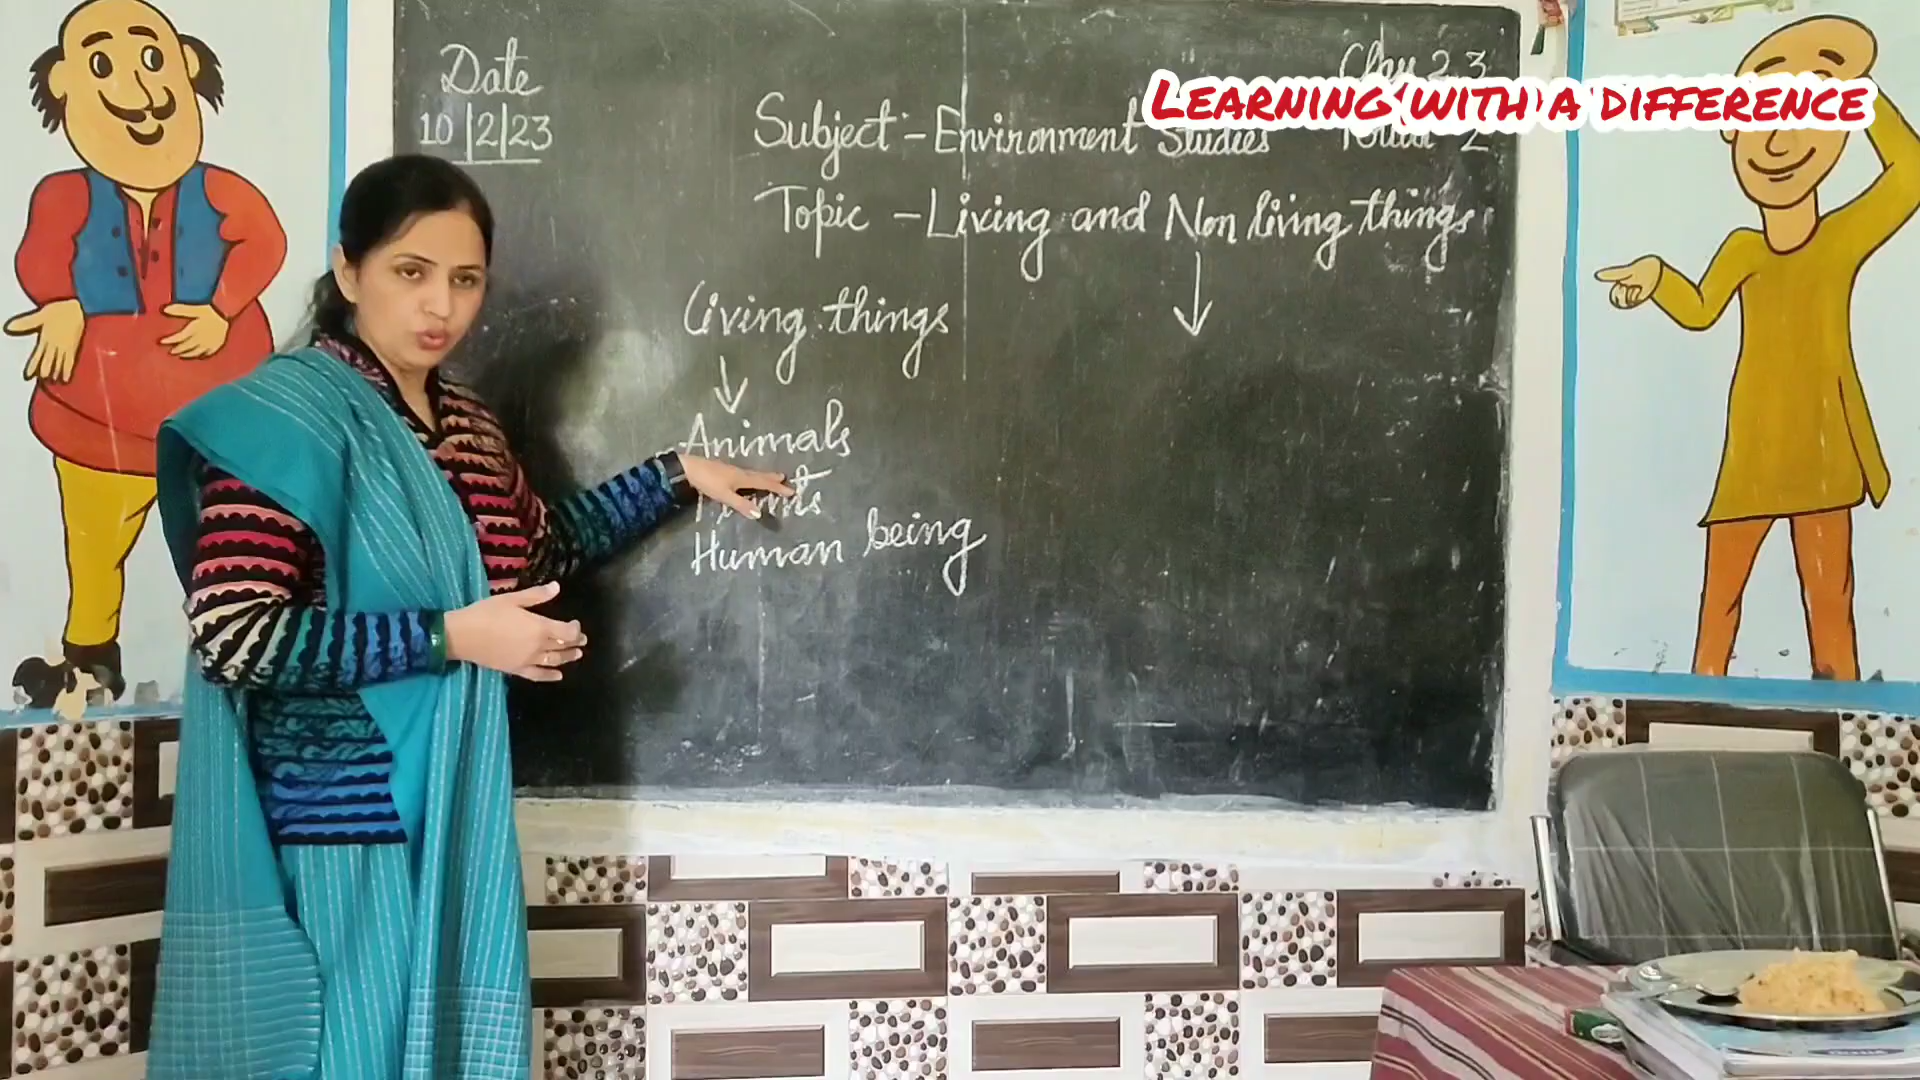 Date
10/2/23
LEARNING WITH A DIFFERENCE
Subject - Environment Studies
Topic - Living and Non living things
Living things
Animals
Plants
Human being